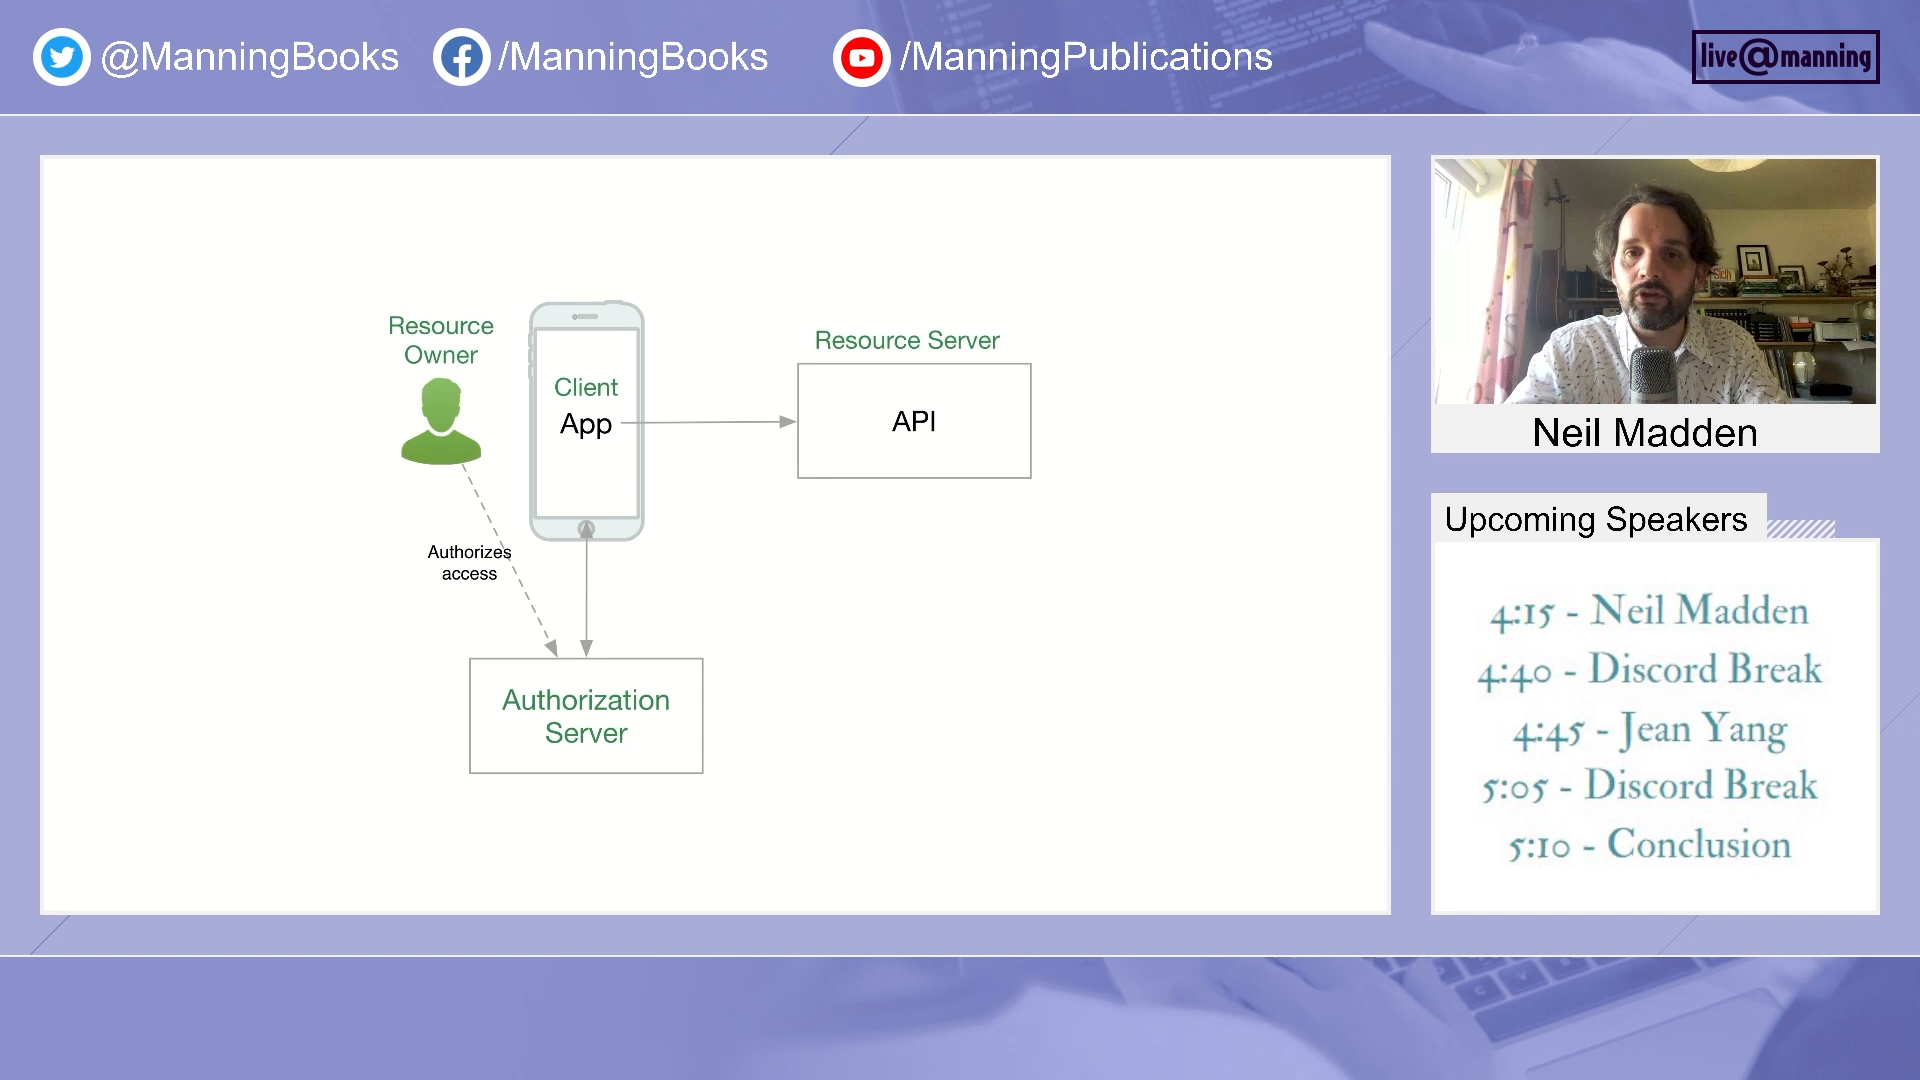 @ManningBooks
/ManningBooks
/ManningPublications
live@manning
Resource
Owner
Client
App
Resource Server
API
Authorizes
access
Authorization
Server
Neil Madden
Upcoming Speakers
4:15 - Neil Madden
4:40 - Discord Break
4:45 - Jean Yang
5:05 - Discord Break
5:10 - Conclusion